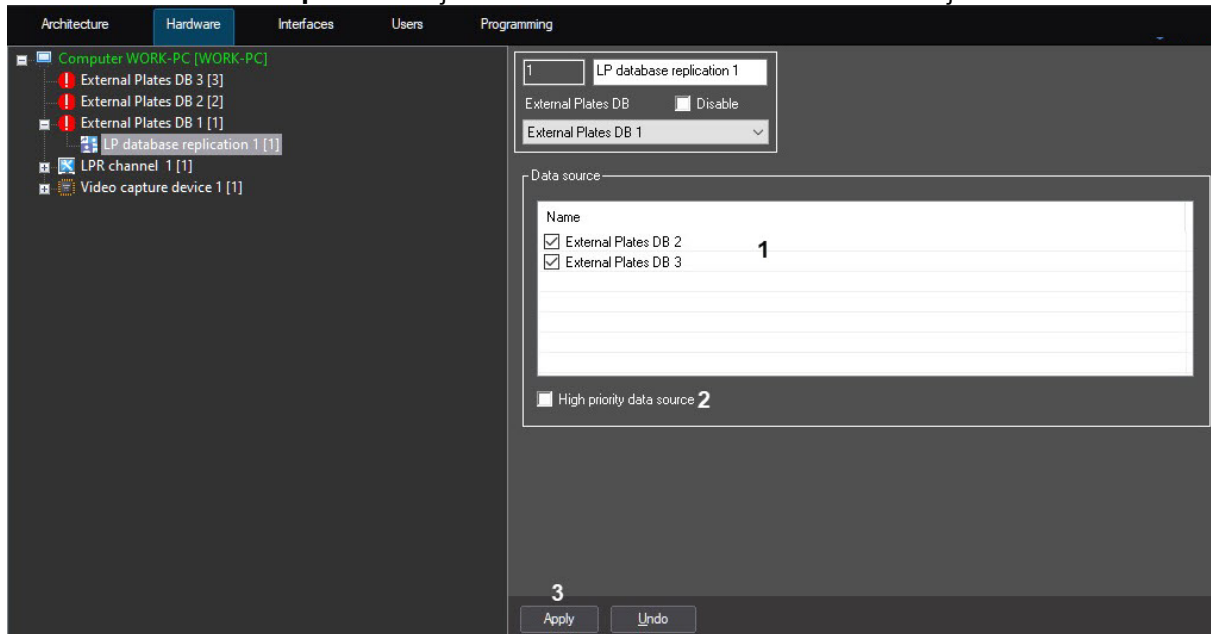 Architecture Hardware Interfaces Users Programming
Computer WORK-PC [WORK-PC]
External Plates DB 3 [3]
External Plates DB 2 [2]
External Plates DB 1 [1]
LP database replication 1 [1]
LPR channel 1 [1]
Video capture device 1 [1]
1 LP database replication 1
External Plates DB Disable
External Plates DB 1
Data source
Name
External Plates DB 2
External Plates DB 3
1
High priority data source 2
3
Apply Undo